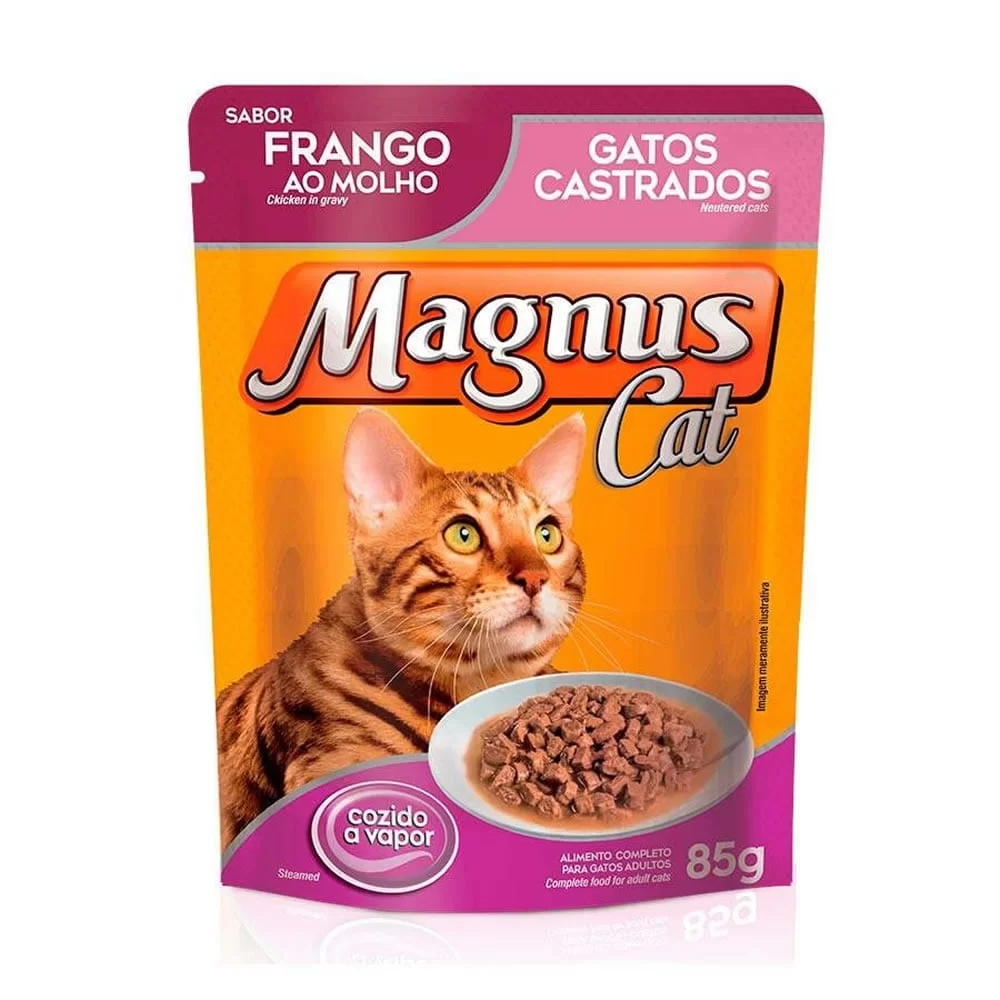 SABOR
FRANGO
AO MOLHO
Ckicken in gravy
GATOS
CASTRADOS
Neutered cats
Magnus
Cat
Imagem meramente ilustrativa
cozido
a vapor
Steamed
ALIMENTO COMPLETO
PARA GATOS ADULTOS
Complete food for adult cats
85g